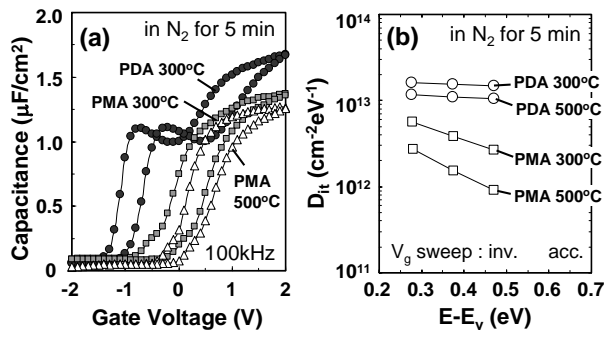 (a)
in N₂ for 5 min
PDA 300°C
PMA 300°C
PMA
500°C
100kHz
Capacitance (μF/cm²)
2.0
1.5
1.0
0.5
0
-2
-1
0
1
2
Gate Voltage (V)
(b)
in N₂ for 5 min
PDA 300°C
PDA 500°C
PMA 300°C
PMA 500°C
V₉ sweep : inv. acc.
Dᵢₜ (cm⁻²eV⁻¹)
10¹⁴
10¹³
10¹²
10¹¹
0.2
0.3
0.4
0.5
0.6
0.7
E-Eᵥ (eV)